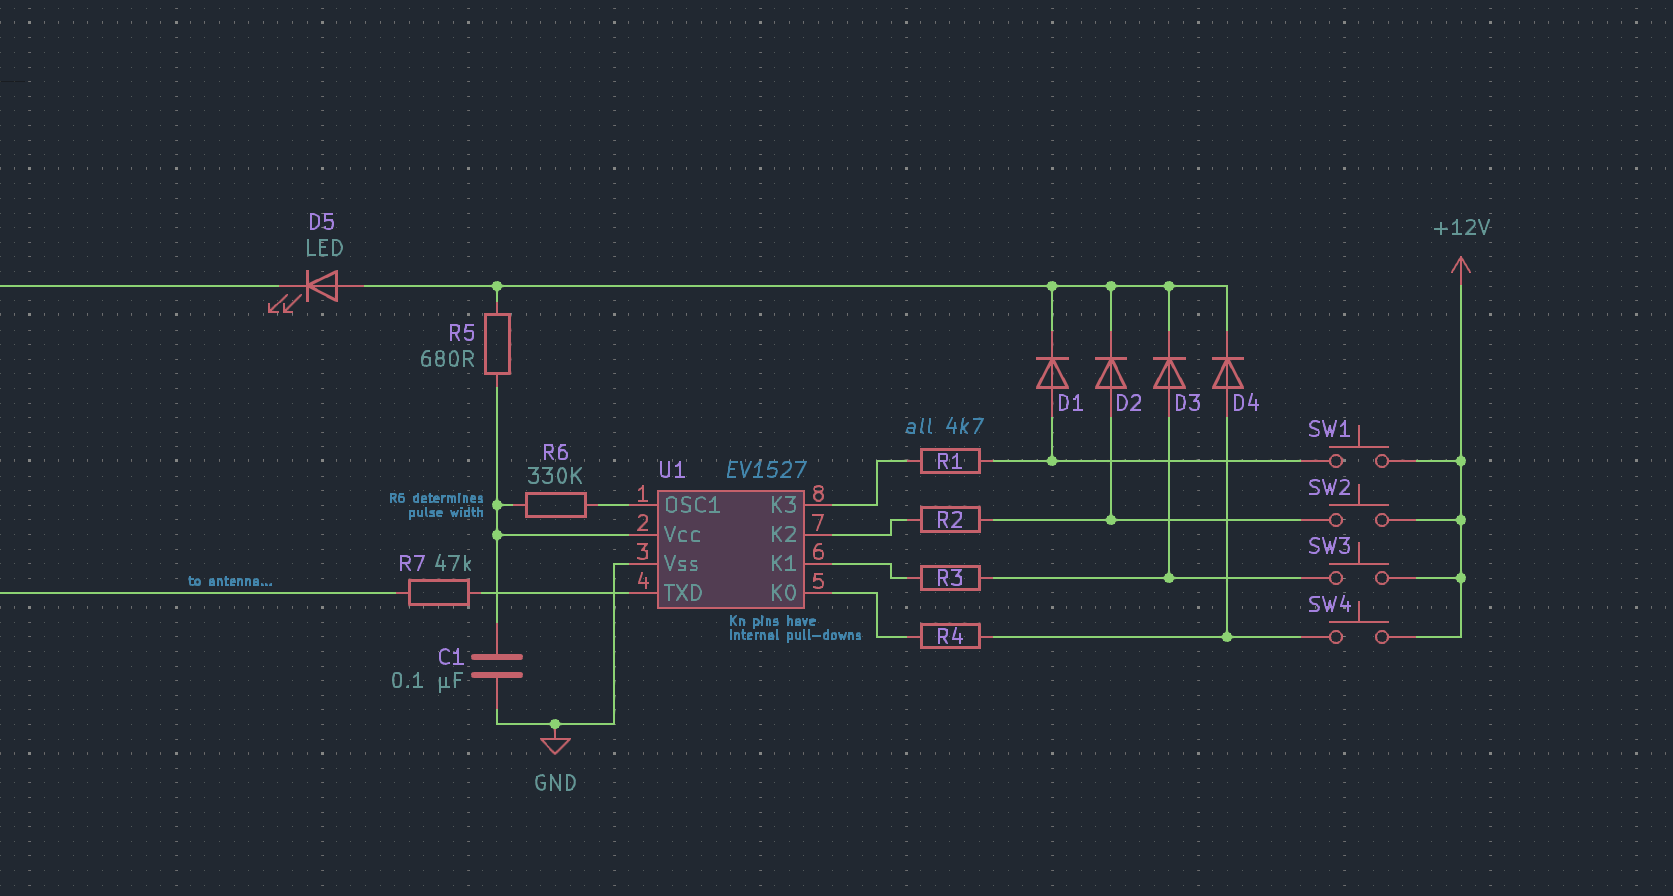 D5
LED
+12V
R5
680R
D1
D2
D3
D4
all 4k7
SW1
R6
330K
U1
EV1527
R1
SW2
R6 determines
pulse width
1
OSC1
K3
8
R2
2
Vcc
K2
7
SW3
3
Vss
K1
6
R3
R7 47k
to antenna...
4
TXD
K0
5
SW4
Kn pins have
internal pull-downs
R4
C1
0.1 µF
GND